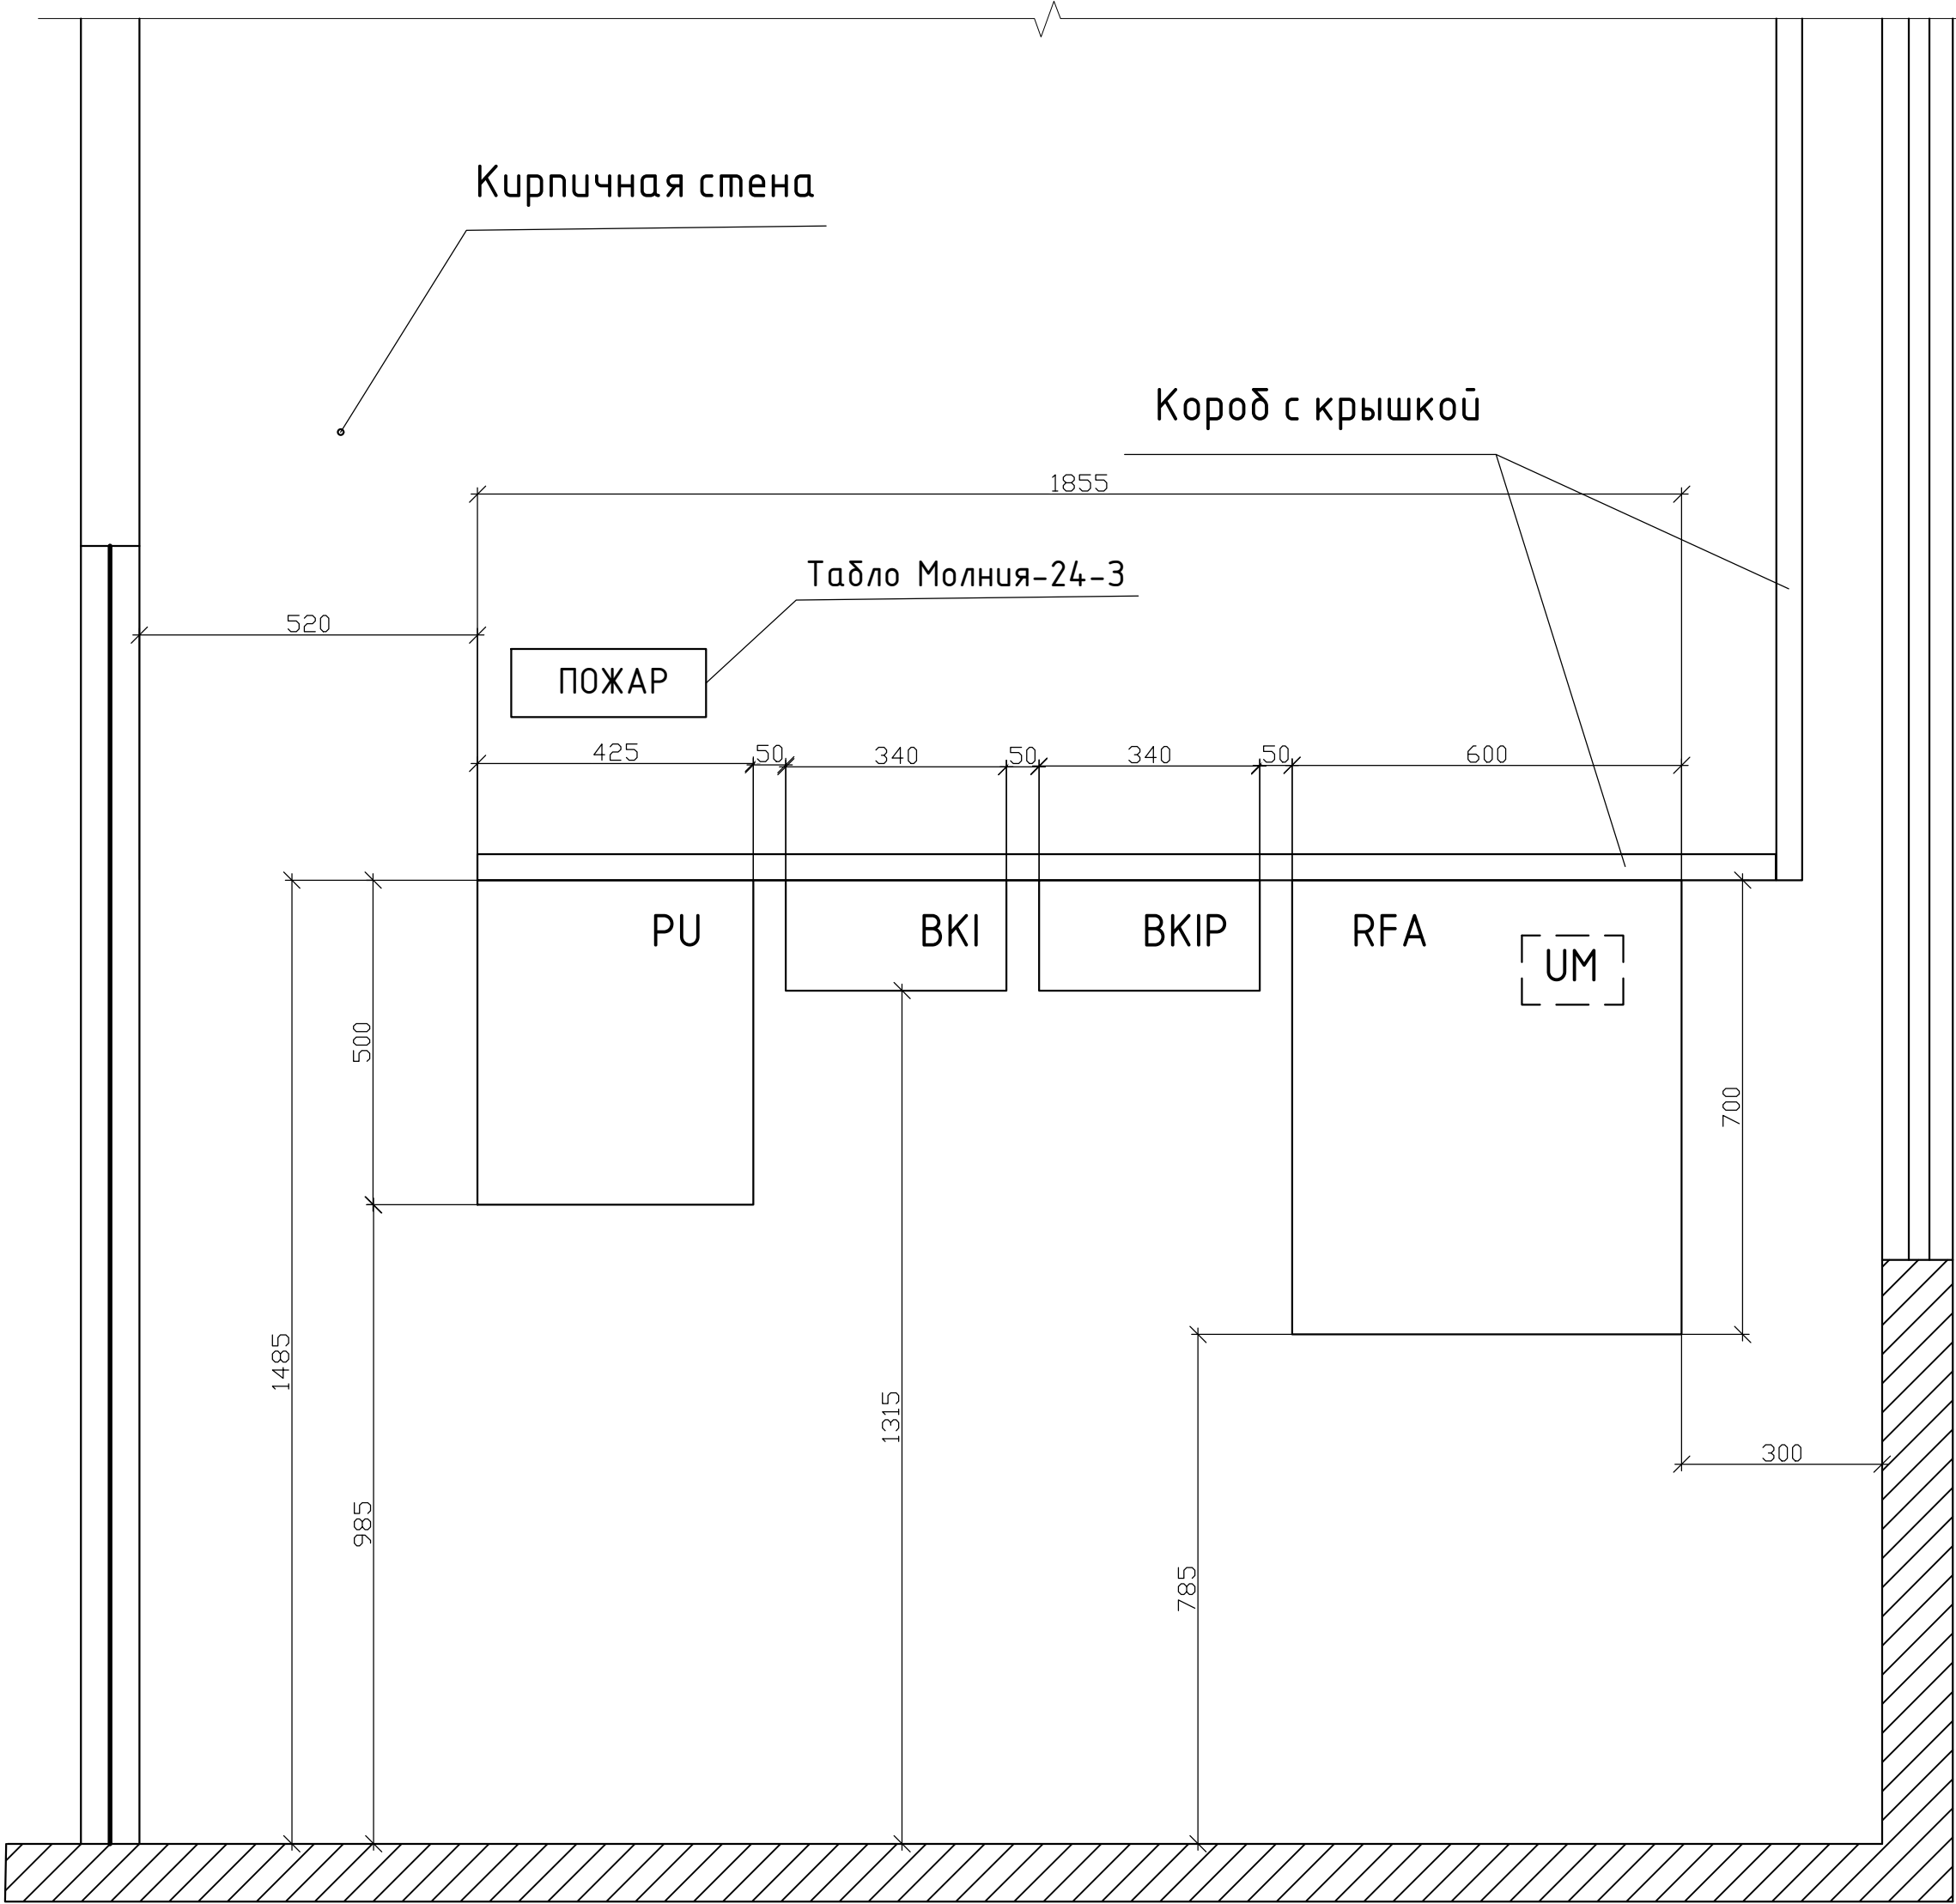 Кирпичная стена
Короб с крышкой
1855
Табло Молния-24-3
520
ПОЖАР
425
50
340
50
340
50
600
PU
BKI
BKIP
RFA
UM
500
700
1485
1315
300
985
785